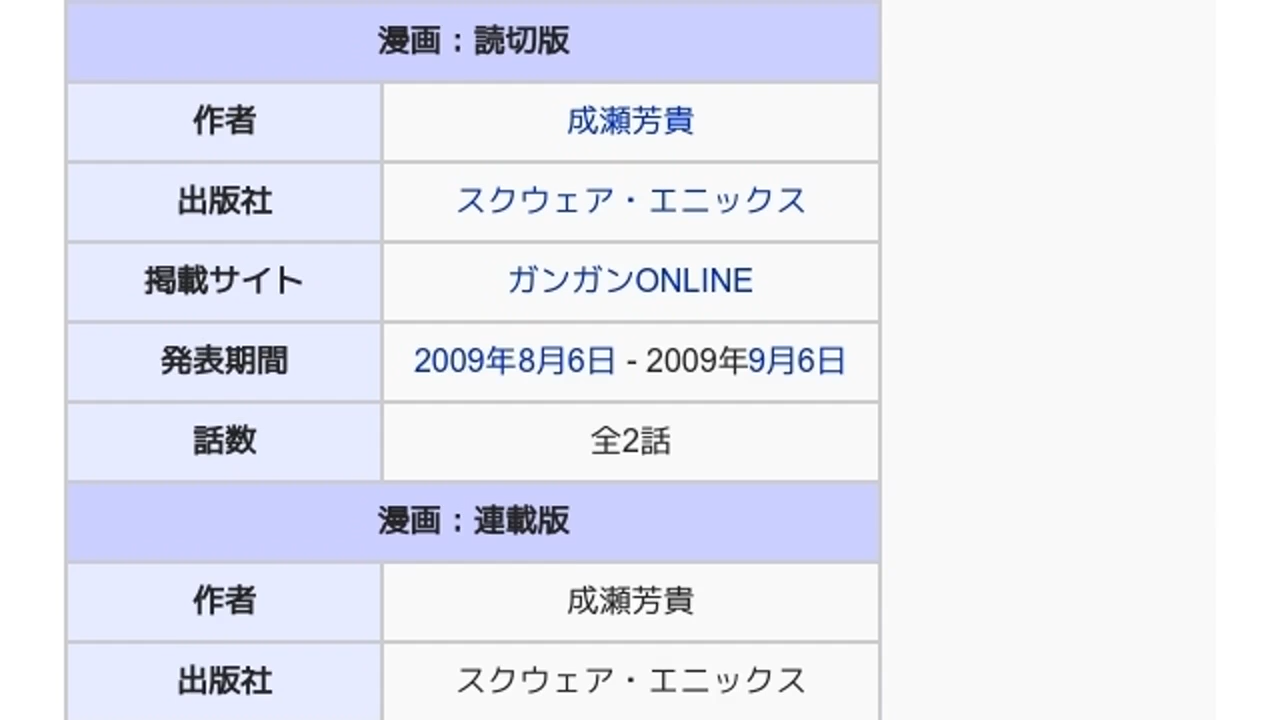 漫画：読切版
作者 成瀬芳貴
出版社 スクウェア・エニックス
掲載サイト ガンガンONLINE
発表期間 2009年8月6日 - 2009年9月6日
話数 全2話
漫画：連載版
作者 成瀬芳貴
出版社 スクウェア・エニックス